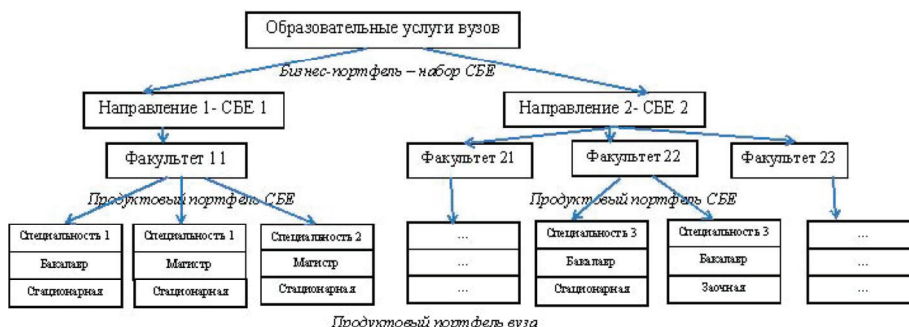 Образовательные услуги вузов
Бизнес-портфель – набор СБЕ
Направление 1- СБЕ 1
Направление 2- СБЕ 2
Факультет 11
Факультет 21
Факультет 22
Факультет 23
Продуктовый портфель СБЕ
Продуктовый портфель СБЕ
Специальность 1
Бакалавр
Стационарная
Специальность 1
Магистр
Стационарная
Специальность 2
Магистр
Стационарная
...
...
...
Специальность 3
Бакалавр
Стационарная
Специальность 3
Бакалавр
Заочная
...
...
...
Продуктовый портфель вуза